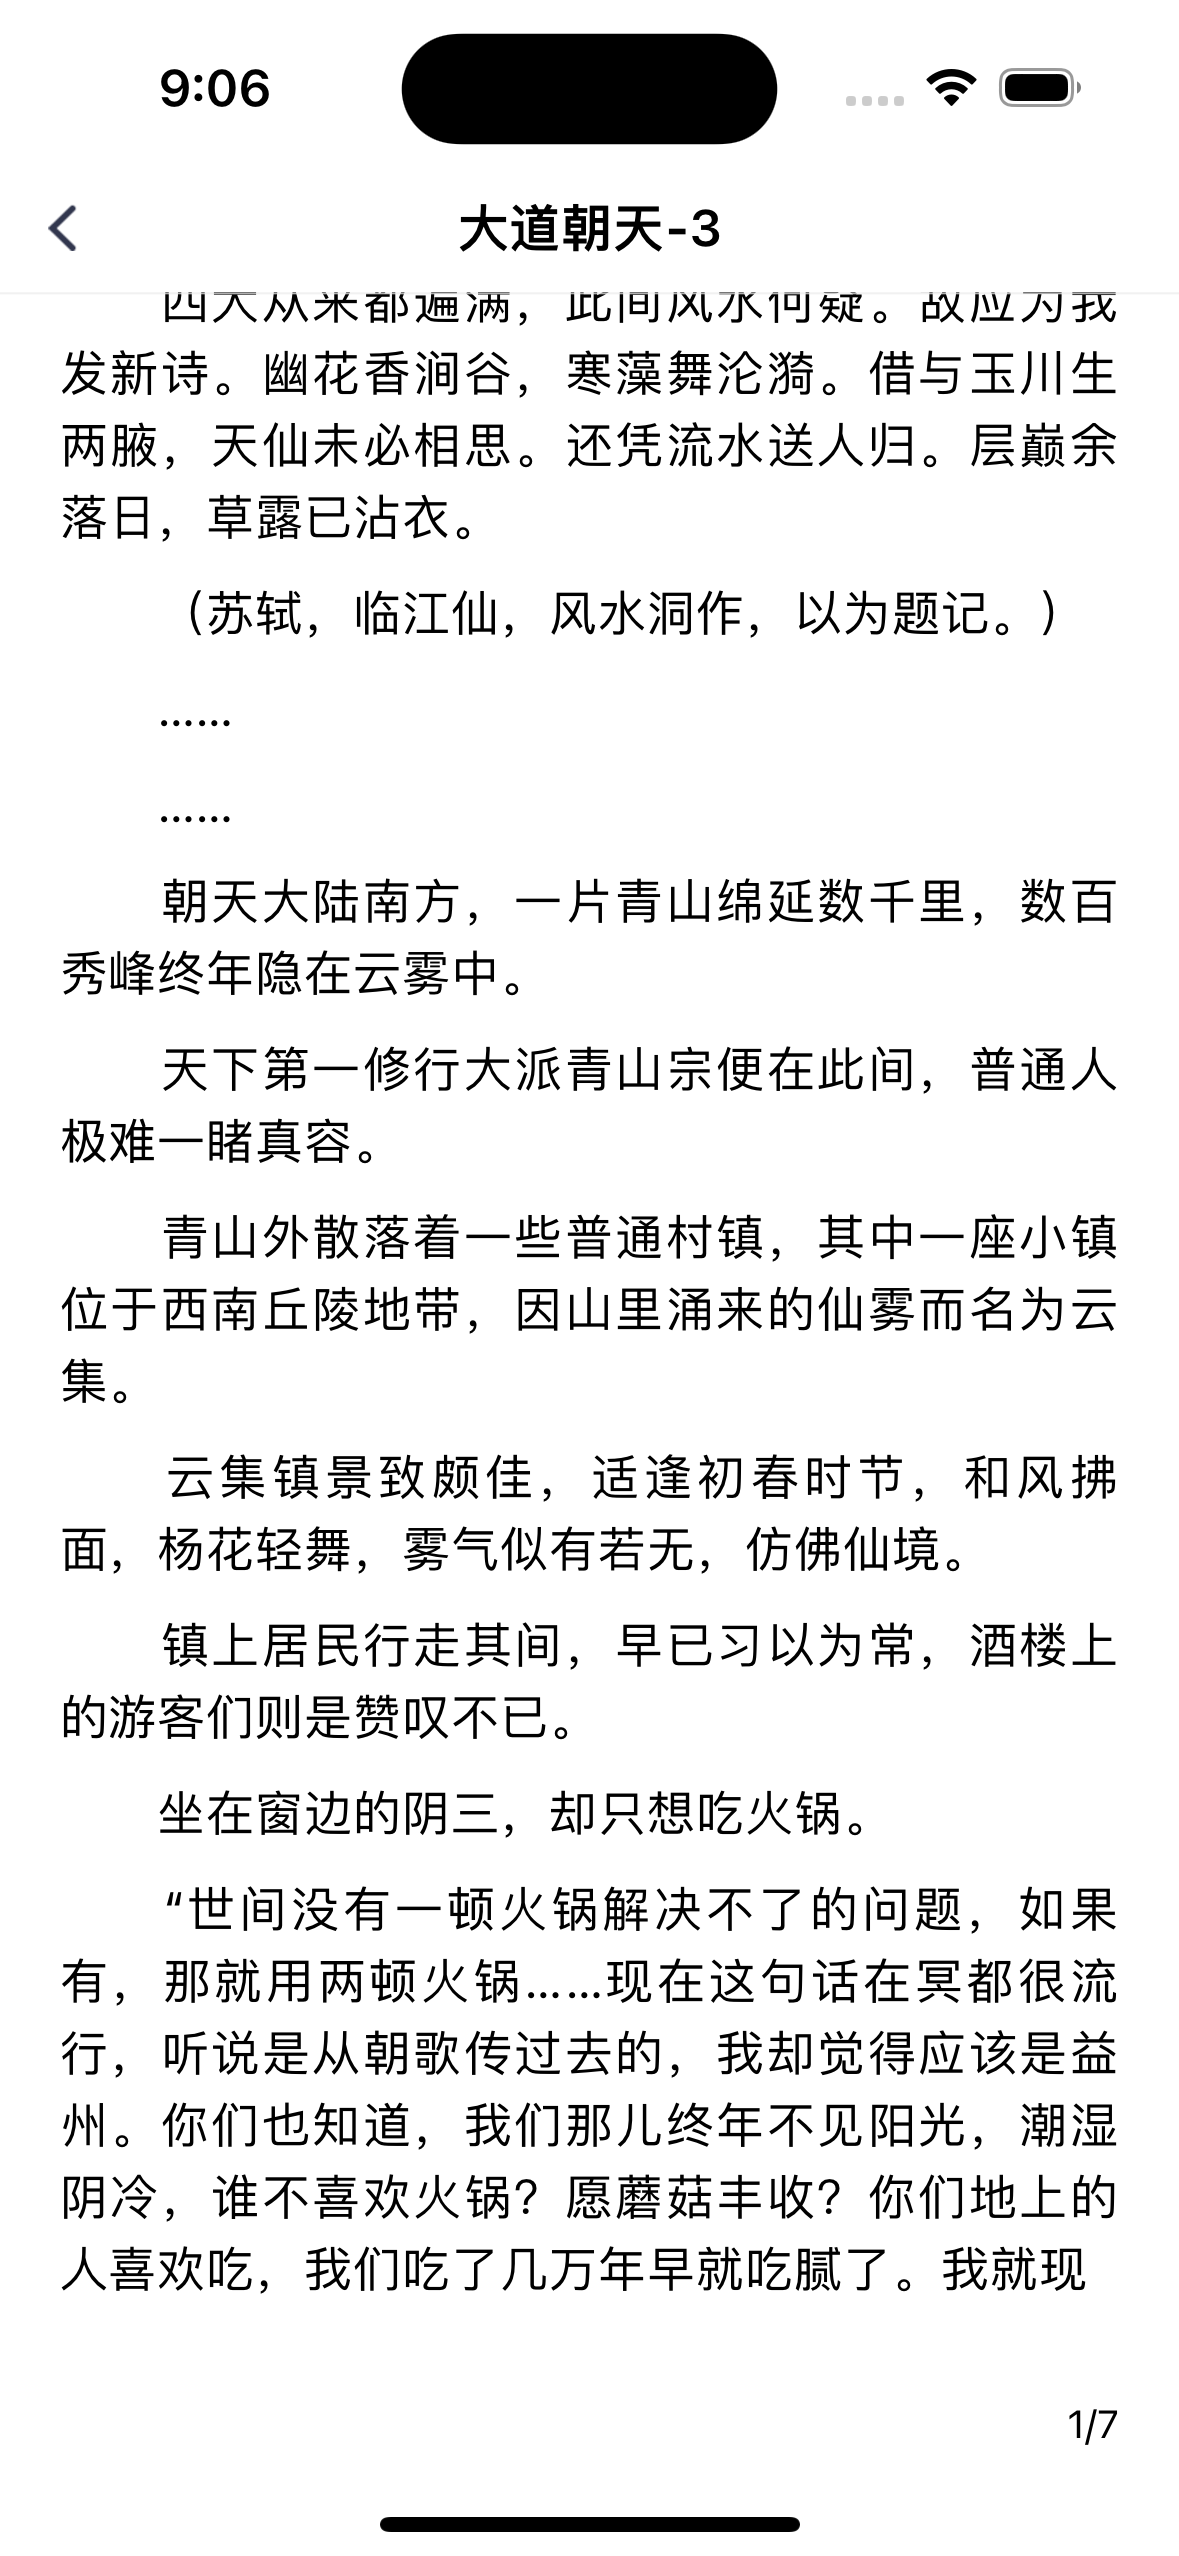 9:06
大道朝天-3
四大从来都遍满，此间风水何疑。故应为我
发新诗。幽花香涧谷，寒藻舞沦漪。借与玉川生
两腋，天仙未必相思。还凭流水送人归。层巅余
落日，草露已沾衣。
（苏轼，临江仙，风水洞作，以为题记。）
……
……
朝天大陆南方，一片青山绵延数千里，数百
秀峰终年隐在云雾中。
天下第一修行大派青山宗便在此间，普通人
极难一睹真容。
青山外散落着一些普通村镇，其中一座小镇
位于西南丘陵地带，因山里涌来的仙雾而名为云
集。
云集镇景致颇佳，适逢初春时节，和风拂
面，杨花轻舞，雾气似有若无，仿佛仙境。
镇上居民行走其间，早已习以为常，酒楼上
的游客们则是赞叹不已。
坐在窗边的阴三，却只想吃火锅。
“世间没有一顿火锅解决不了的问题，如果
有，那就用两顿火锅……现在这句话在冥都很流
行，听说是从朝歌传过去的，我却觉得应该是益
州。你们也知道，我们那儿终年不见阳光，潮湿
阴冷，谁不喜欢火锅？愿蘑菇丰收？你们地上的
人喜欢吃，我们吃了几万年早就吃腻了。我就现
1/7